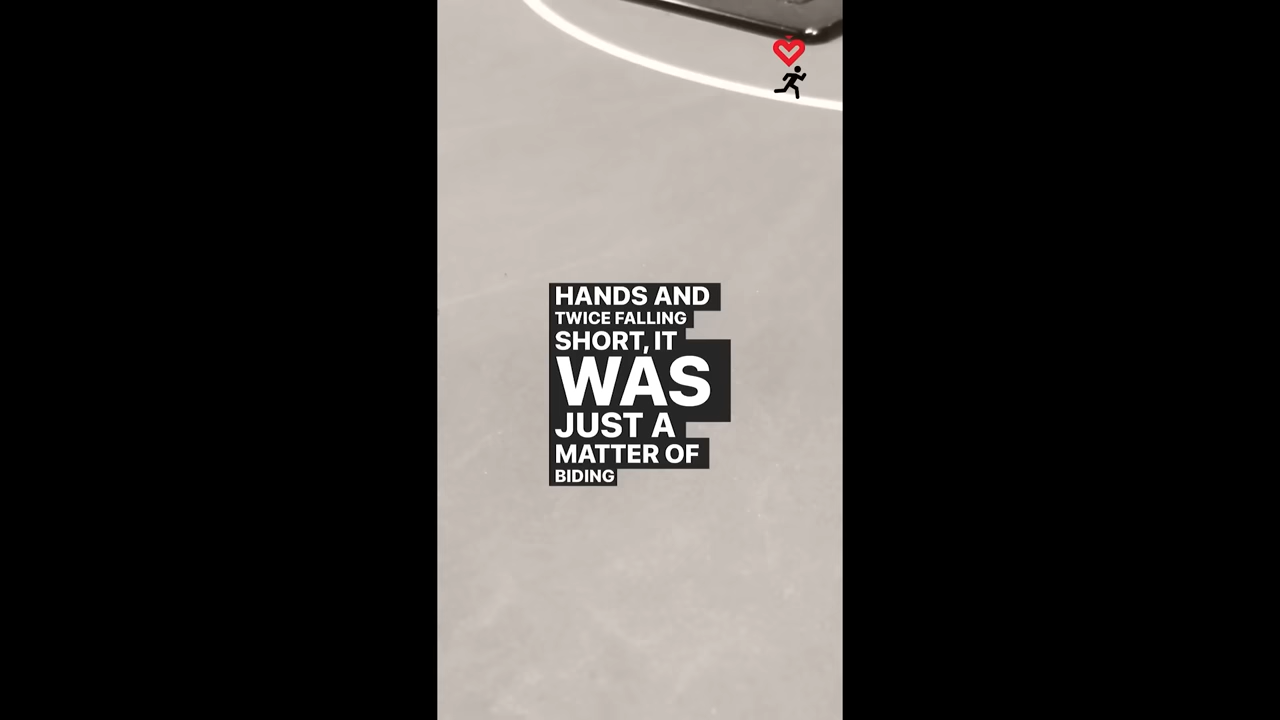 HANDS AND
TWICE FALLING
SHORT, IT
WAS
JUST A
MATTER OF
BIDING